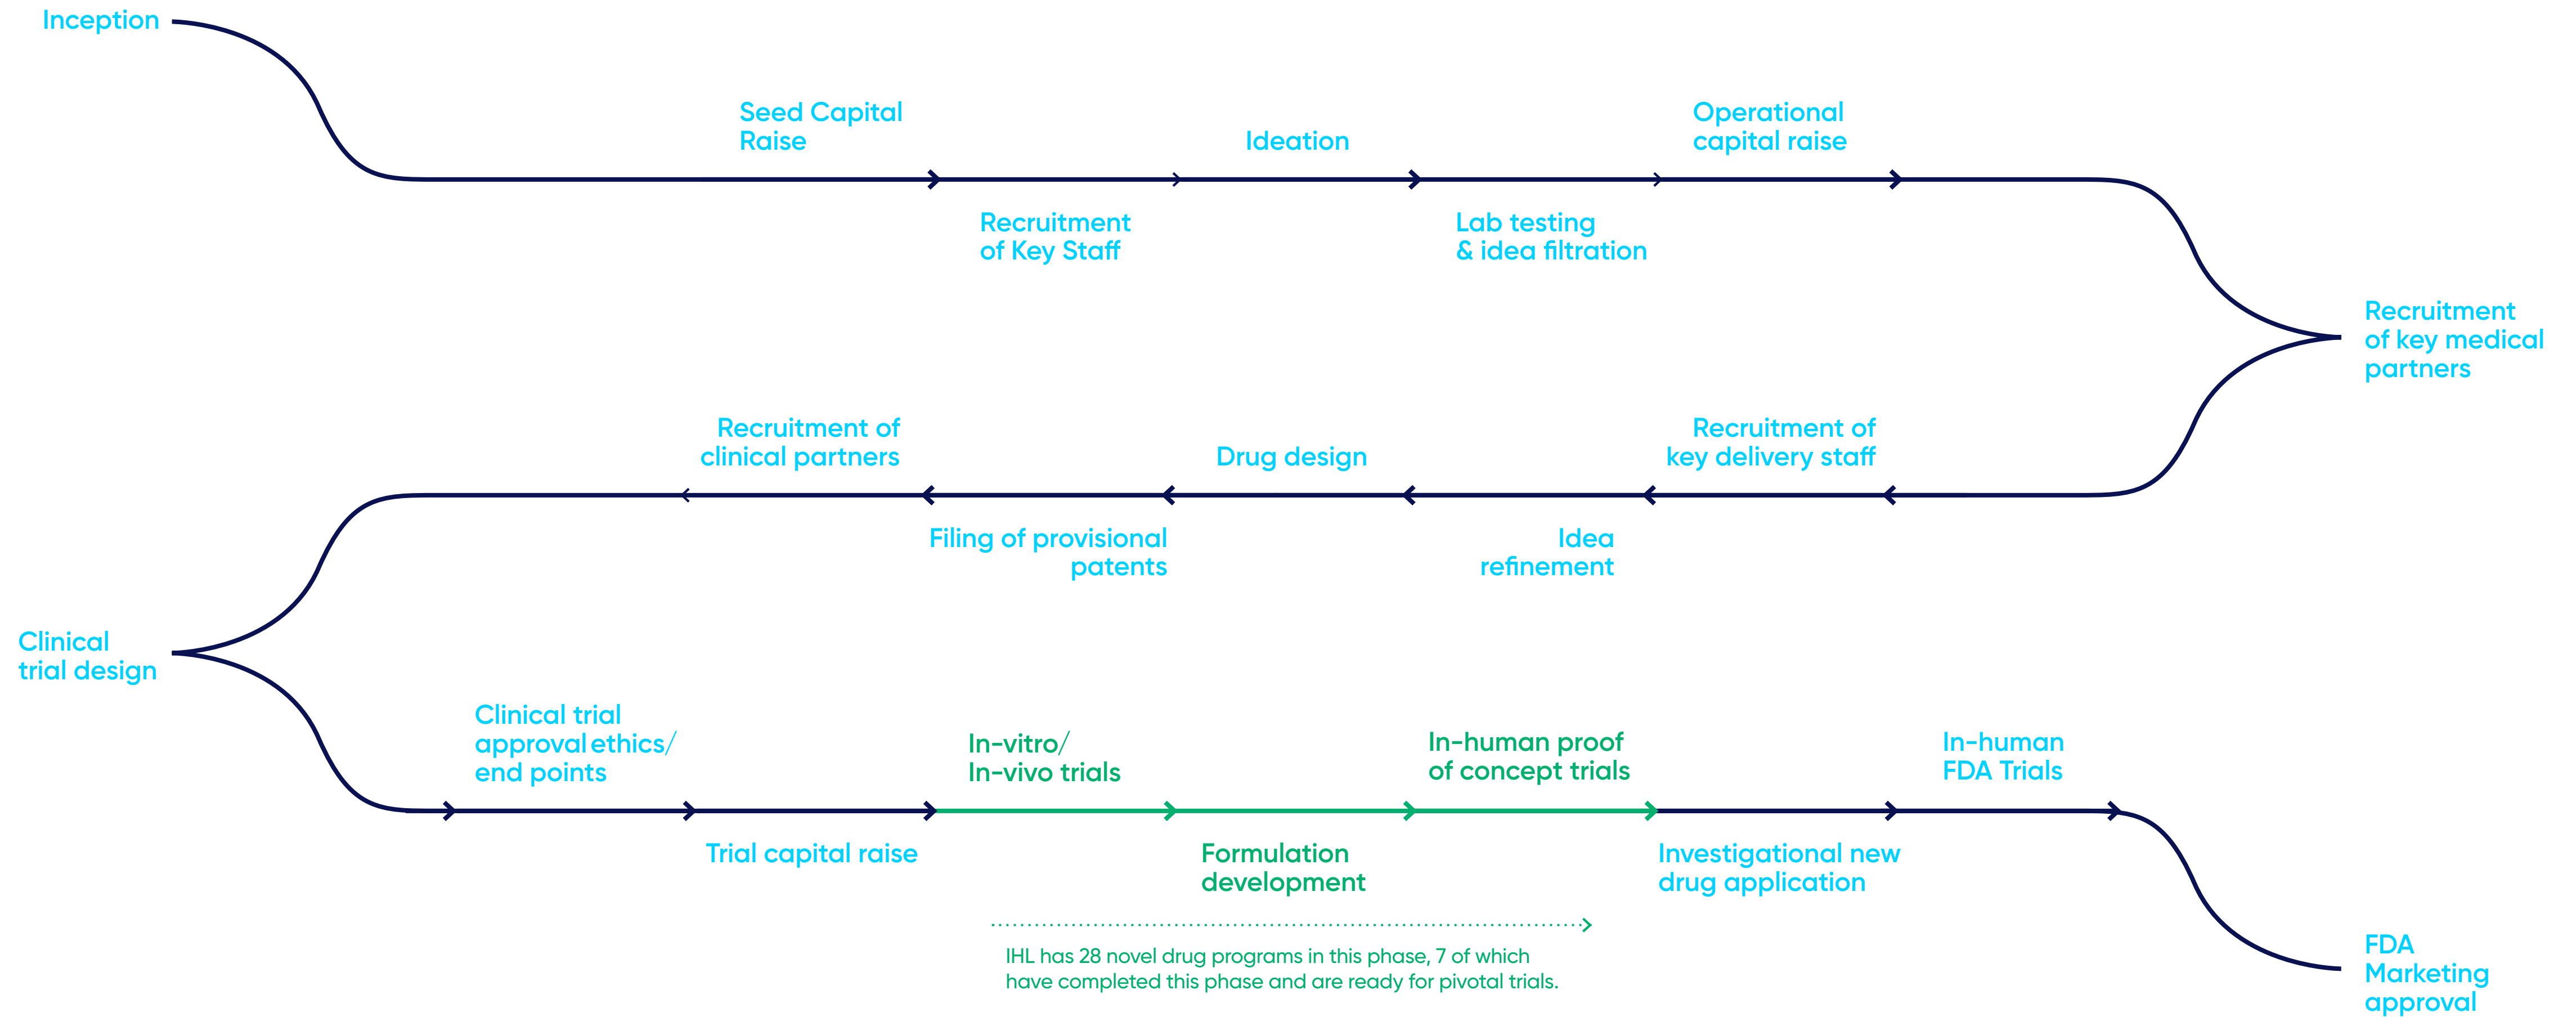 Inception
Seed Capital
Raise
Recruitment
of Key Staff
Ideation
Lab testing
& idea filtration
Operational
capital raise
Recruitment
of key medical
partners
Recruitment of
key delivery staff
Idea
refinement
Drug design
Filing of provisional
patents
Recruitment of
clinical partners
Clinical
trial design
Clinical trial
approval ethics/
end points
Trial capital raise
In-vitro/
In-vivo trials
Formulation
development
In-human proof
of concept trials
IHL has 28 novel drug programs in this phase, 7 of which
have completed this phase and are ready for pivotal trials.
Investigational new
drug application
In-human
FDA Trials
FDA
Marketing
approval